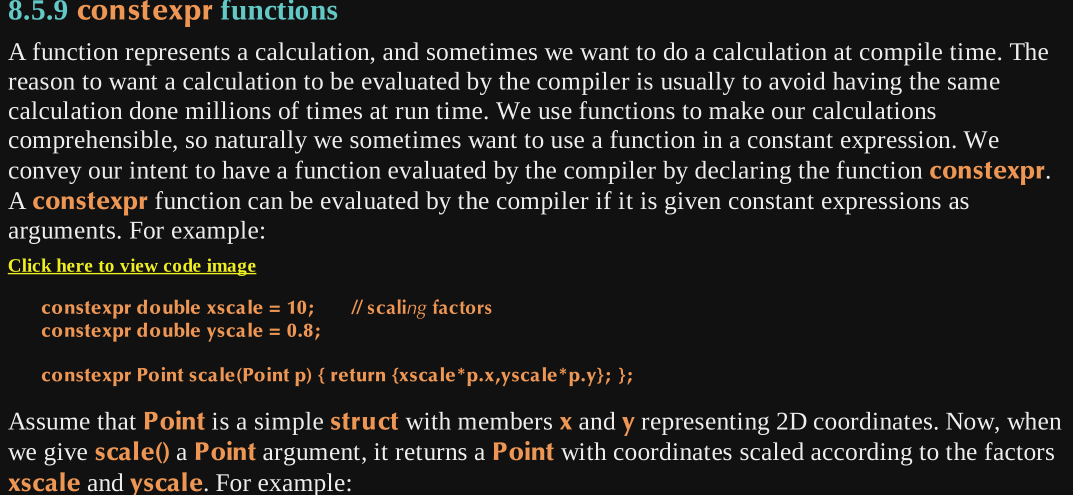 8.5.9 constexpr functions
A function represents a calculation, and sometimes we want to do a calculation at compile time. The
reason to want a calculation to be evaluated by the compiler is usually to avoid having the same
calculation done millions of times at run time. We use functions to make our calculations
comprehensible, so naturally we sometimes want to use a function in a constant expression. We
convey our intent to have a function evaluated by the compiler by declaring the function constexpr.
A constexpr function can be evaluated by the compiler if it is given constant expressions as
arguments. For example:
Click here to view code image
constexpr double xscale = 10; // scaling factors
constexpr double yscale = 0.8;
constexpr Point scale(Point p) { return {xscale*p.x,yscale*p.y}; };
Assume that Point is a simple struct with members x and y representing 2D coordinates. Now, when
we give scale() a Point argument, it returns a Point with coordinates scaled according to the factors
xscale and yscale. For example: